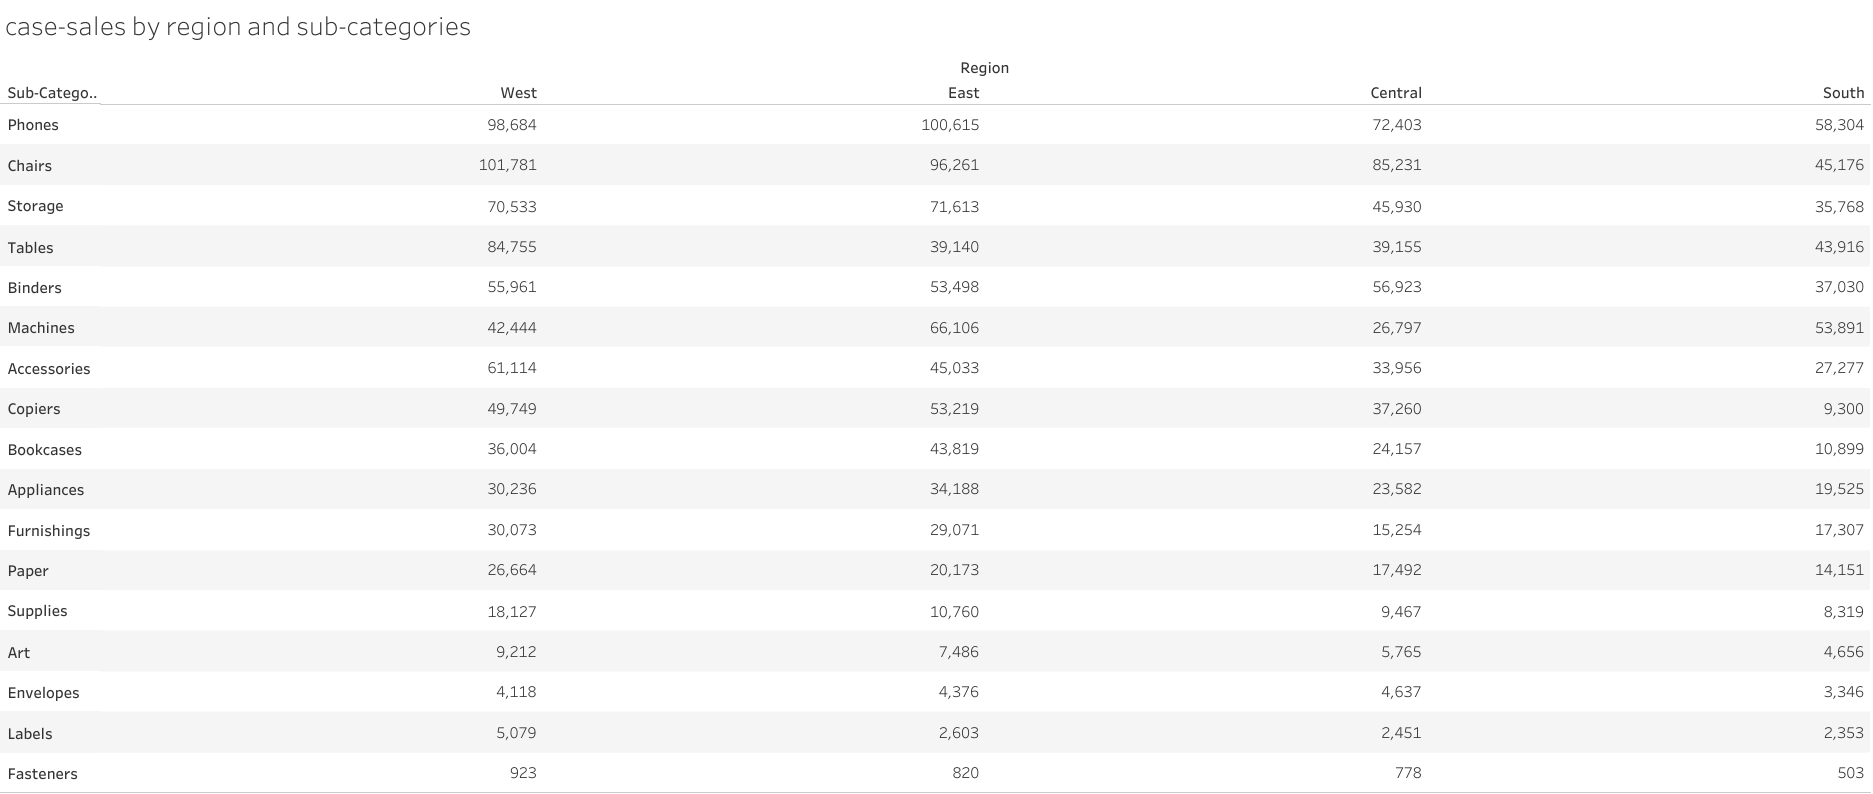 case-sales by region and sub-categories
Region
Sub-Catego.. West East Central South
Phones 98,684 100,615 72,403 58,304
Chairs 101,781 96,261 85,231 45,176
Storage 70,533 71,613 45,930 35,768
Tables 84,755 39,140 39,155 43,916
Binders 55,961 53,498 56,923 37,030
Machines 42,444 66,106 26,797 53,891
Accessories 61,114 45,033 33,956 27,277
Copiers 49,749 53,219 37,260 9,300
Bookcases 36,004 43,819 24,157 10,899
Appliances 30,236 34,188 23,582 19,525
Furnishings 30,073 29,071 15,254 17,307
Paper 26,664 20,173 17,492 14,151
Supplies 18,127 10,760 9,467 8,319
Art 9,212 7,486 5,765 4,656
Envelopes 4,118 4,376 4,637 3,346
Labels 5,079 2,603 2,451 2,353
Fasteners 923 820 778 503